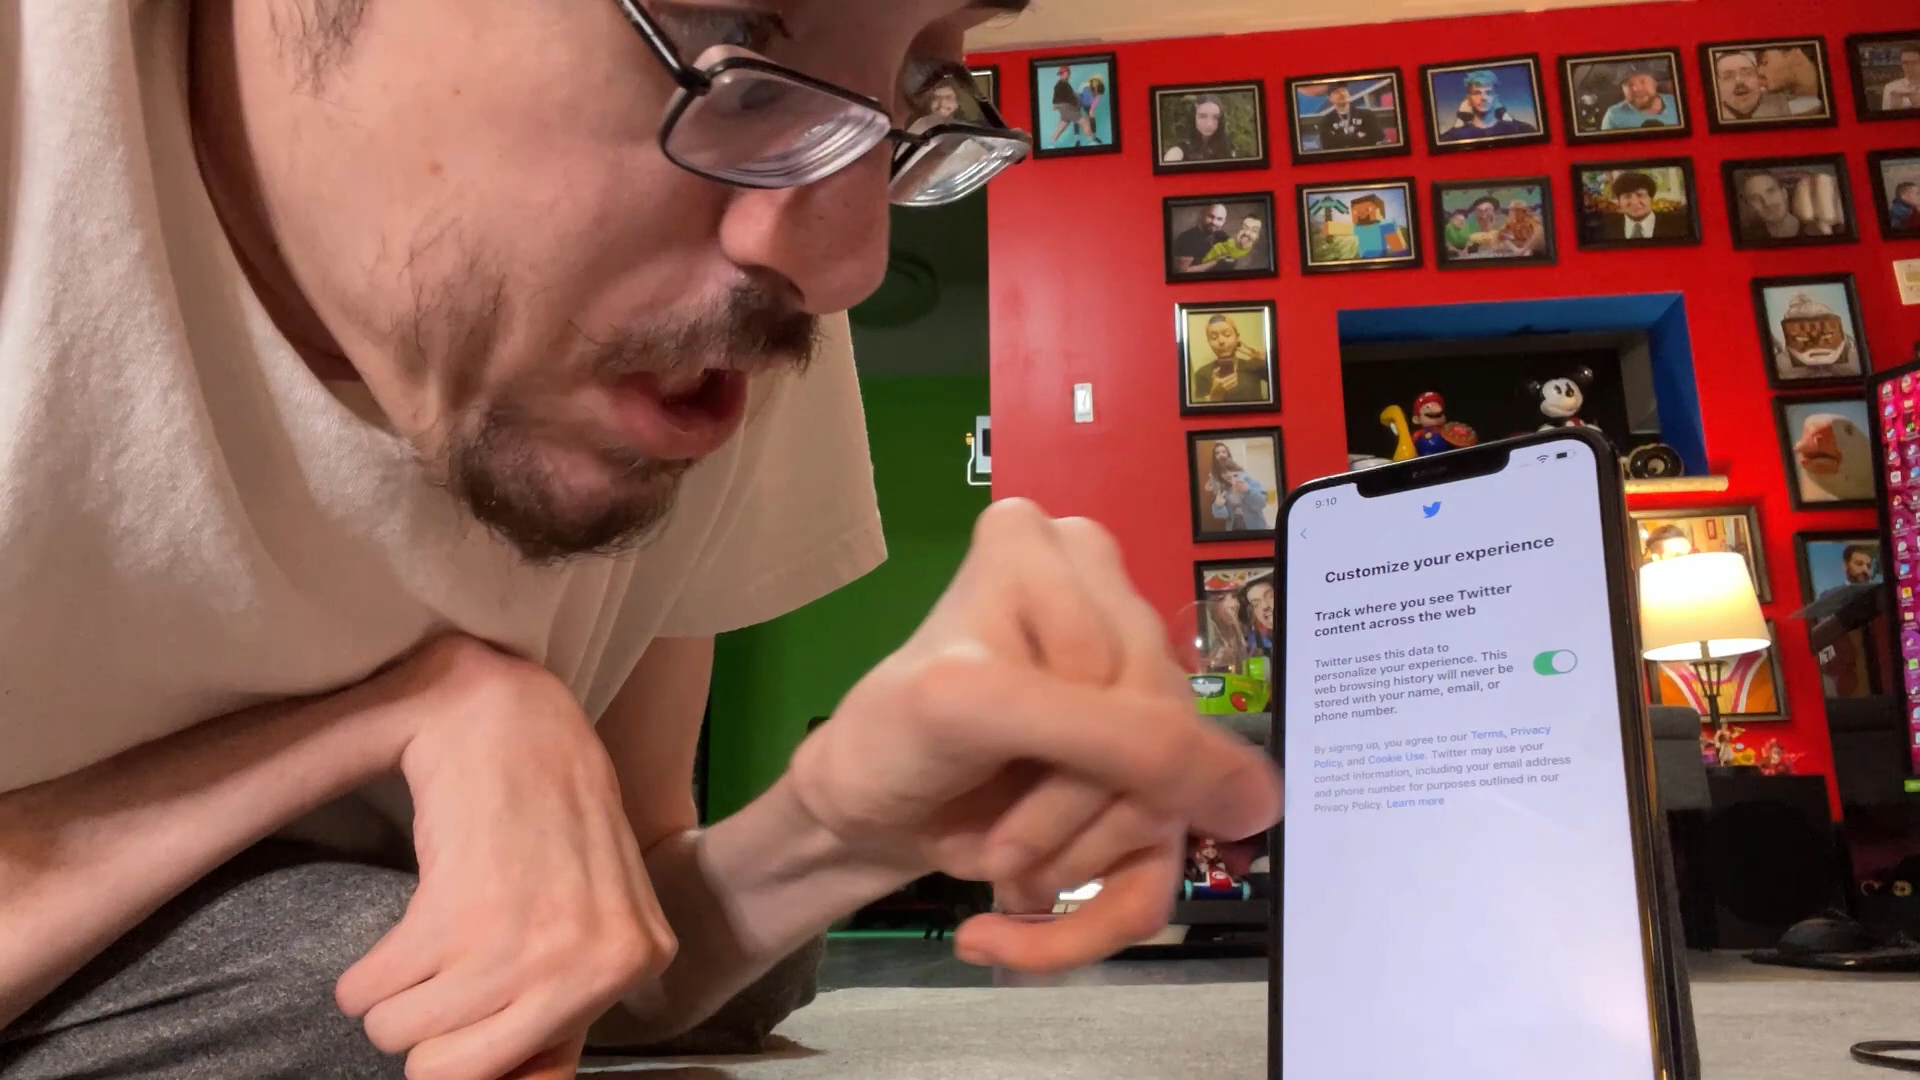 9:10
Customize your experience
Track where you see Twitter
content across the web
Twitter uses this data to
personalize your experience. This
web browsing history will never be
stored with your name, email, or
phone number.
By signing up, you agree to our Terms, Privacy
Policy, and Cookie Use. Twitter may use your
contact information, including your email address
and phone number for purposes outlined in our
Privacy Policy. Learn more